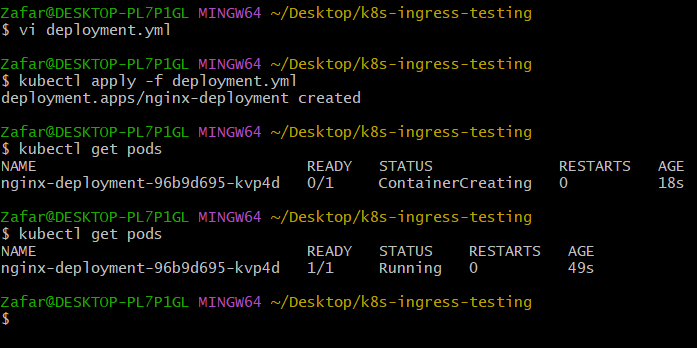 Zafar@DESKTOP-PL7P1GL MINGW64 ~/Desktop/k8s-ingress-testing
$ vi deployment.yml

Zafar@DESKTOP-PL7P1GL MINGW64 ~/Desktop/k8s-ingress-testing
$ kubectl apply -f deployment.yml
deployment.apps/nginx-deployment created

Zafar@DESKTOP-PL7P1GL MINGW64 ~/Desktop/k8s-ingress-testing
$ kubectl get pods
NAME                              READY   STATUS              RESTARTS   AGE
nginx-deployment-96b9d695-kvp4d   0/1     ContainerCreating   0          18s

Zafar@DESKTOP-PL7P1GL MINGW64 ~/Desktop/k8s-ingress-testing
$ kubectl get pods
NAME                              READY   STATUS    RESTARTS   AGE
nginx-deployment-96b9d695-kvp4d   1/1     Running   0          49s

Zafar@DESKTOP-PL7P1GL MINGW64 ~/Desktop/k8s-ingress-testing
$